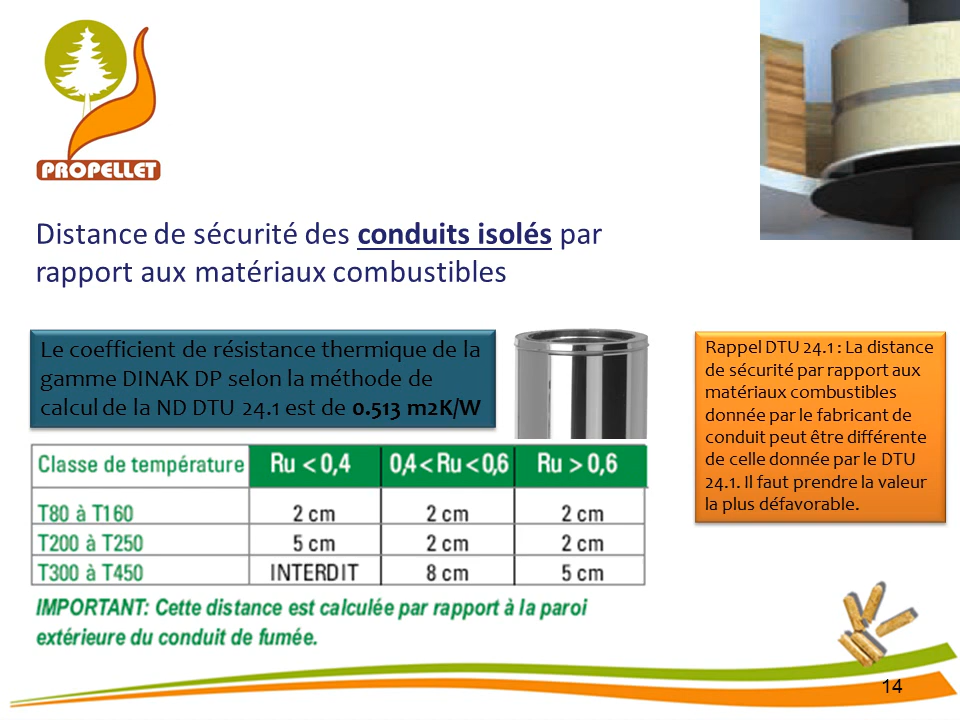 PROPELLET
Distance de sécurité des conduits isolés par
rapport aux matériaux combustibles
Le coefficient de résistance thermique de la
gamme DINAK DP selon la méthode de
calcul de la ND DTU 24.1 est de 0.513 m2K/W
Rappel DTU 24.1 : La distance
de sécurité par rapport aux
matériaux combustibles
donnée par le fabricant de
conduit peut être différente
de celle donnée par le DTU
24.1. Il faut prendre la valeur
la plus défavorable.
Classe de température Ru < 0,4 0,4 < Ru < 0,6 Ru > 0,6
T80 à T160 2 cm 2 cm 2 cm
T200 à T250 5 cm 2 cm 2 cm
T300 à T450 INTERDIT 8 cm 5 cm
IMPORTANT: Cette distance est calculée par rapport à la paroi
extérieure du conduit de fumée.
14